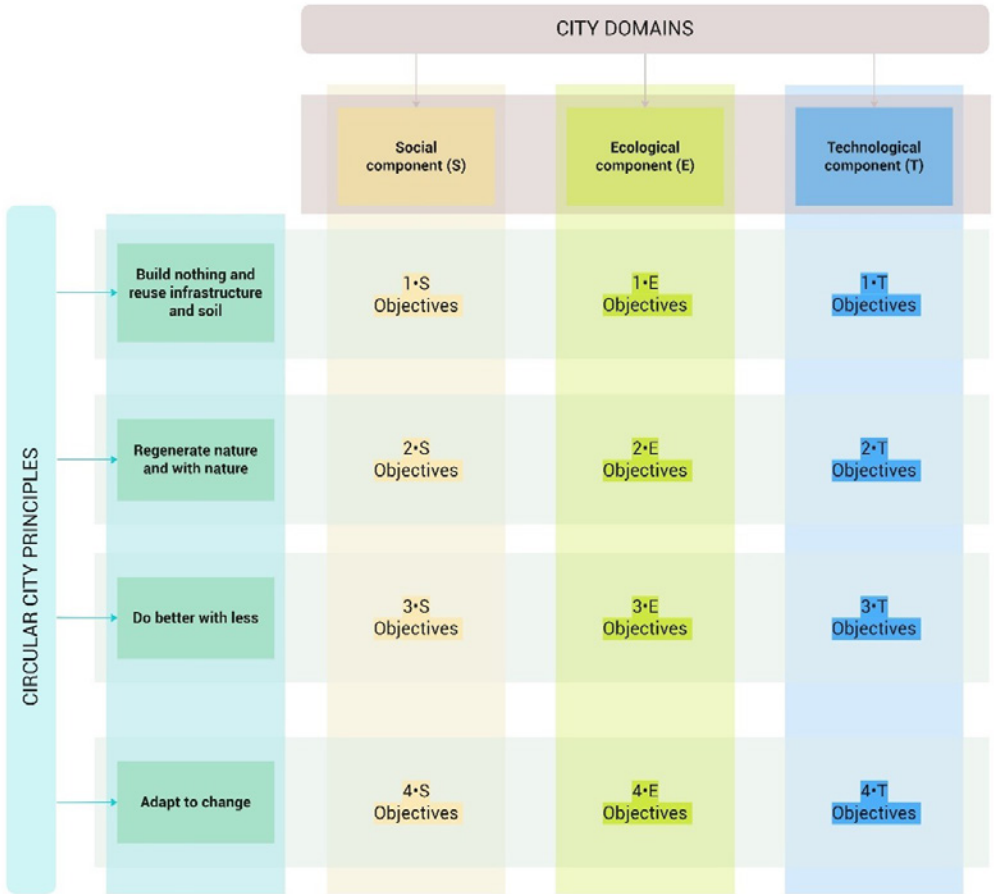 CITY DOMAINS
Social
component (S)
Ecological
component (E)
Technological
component (T)
CIRCULAR CITY PRINCIPLES
Build nothing and
reuse infrastructure
and soil
1•S
Objectives
1•E
Objectives
1•T
Objectives
Regenerate nature
and with nature
2•S
Objectives
2•E
Objectives
2•T
Objectives
Do better with less
3•S
Objectives
3•E
Objectives
3•T
Objectives
Adapt to change
4•S
Objectives
4•E
Objectives
4•T
Objectives